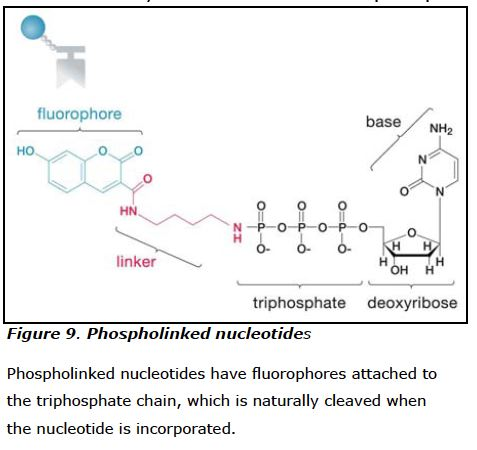 fluorophore
base
NH2
HO
O
O
N
O
O
N
HN
O O O
N P O P O P O
H
O- O- O-
O
H H
H H
OH H
linker
triphosphate deoxyribose
Figure 9. Phospholinked nucleotides
Phospholinked nucleotides have fluorophores attached to
the triphosphate chain, which is naturally cleaved when
the nucleotide is incorporated.